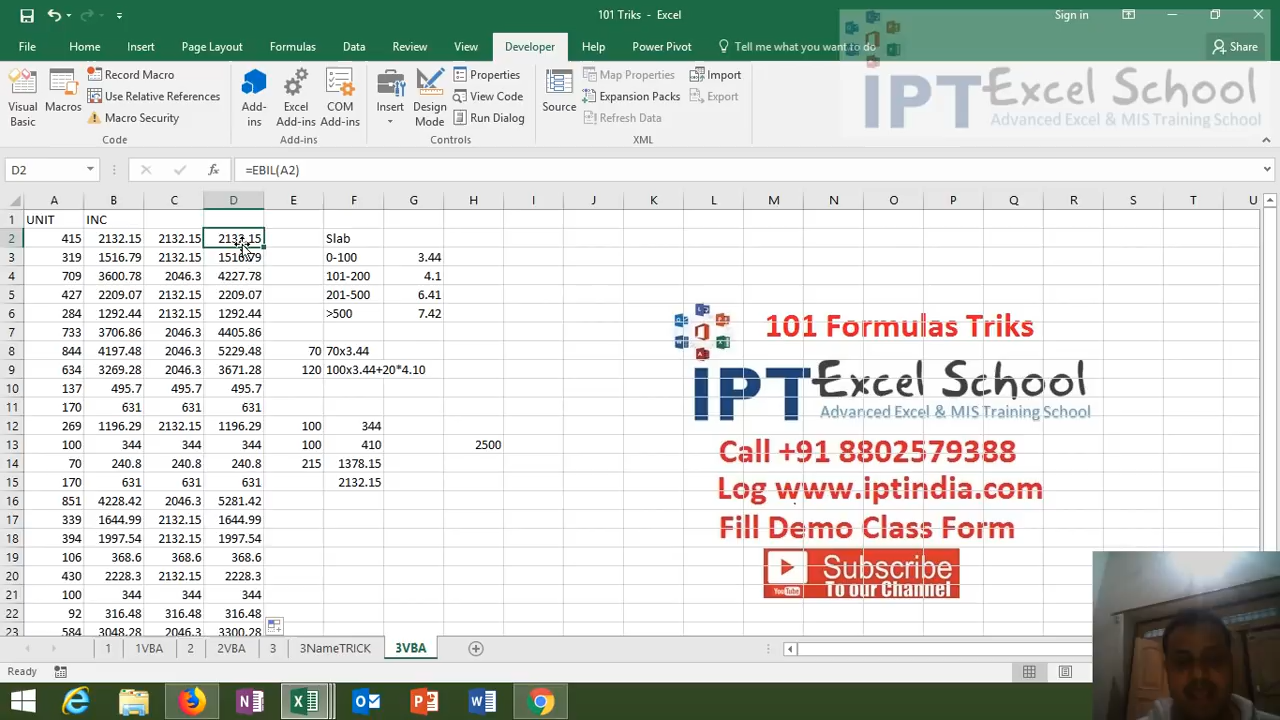 101 Triks - Excel
Sign in
File Home Insert Page Layout Formulas Data Review View Developer Help Power Pivot Tell me what you want to do Share
Visual Basic
Macros
Record Macro
Use Relative References
Macro Security
Code
Add-ins
Excel Add-ins
COM Add-ins
Add-ins
Insert
Design Mode
Properties
View Code
Run Dialog
Controls
Source
Map Properties
Expansion Packs
Refresh Data
Import
Export
XML
IPT Excel School
Advanced Excel & MIS Training School
D2 fx =EBIL(A2)
A B C D E F G H I J K L M N O P Q R S T U
1 UNIT INC
2 415 2132.15 2132.15 2132.15 Slab
3 319 1516.79 2132.15 1516.79 0-100 3.44
4 709 3600.78 2046.3 4227.78 101-200 4.1
5 427 2209.07 2132.15 2209.07 201-500 6.41
6 284 1292.44 2132.15 1292.44 >500 7.42
7 733 3706.86 2046.3 4405.86
8 844 4197.48 2046.3 5229.48 70 70x3.44
9 634 3269.28 2046.3 3671.28 120 100x3.44+20*4.10
10 137 495.7 495.7 495.7
11 170 631 631 631
12 269 1196.29 2132.15 1196.29 100 344
13 100 344 344 344 100 410 2500
14 70 240.8 240.8 240.8 215 1378.15
15 170 631 631 631 2132.15
16 851 4228.42 2046.3 5281.42
17 339 1644.99 2132.15 1644.99
18 394 1997.54 2132.15 1997.54
19 106 368.6 368.6 368.6
20 430 2228.3 2132.15 2228.3
21 100 344 344 344
22 92 316.48 316.48 316.48
23 584 3048.28 2046.3 3300.28
101 Formulas Triks
IPT Excel School
Advanced Excel & MIS Training School
Call +91 8802579388
Log www.iptindia.com
Fill Demo Class Form
Subscribe
YouTube To our Channel
1 1VBA 2 2VBA 3 3NameTRICK 3VBA
Ready